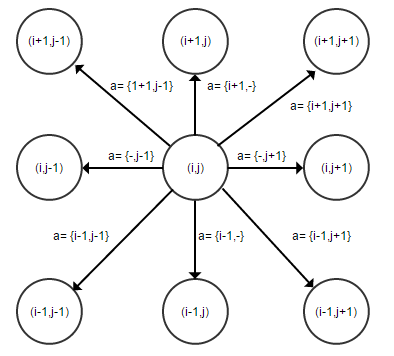 (i+1,j-1)
(i+1,j)
(i+1,j+1)
a= {1+1,j-1}
a= {i+1,-}
a= {i+1,j+1}
(i,j-1)
a= {-,j-1}
(i,j)
a= {-,j+1}
(i,j+1)
a= {i-1,j-1}
a= {i-1,-}
a= {i-1,j+1}
(i-1,j-1)
(i-1,j)
(i-1,j+1)